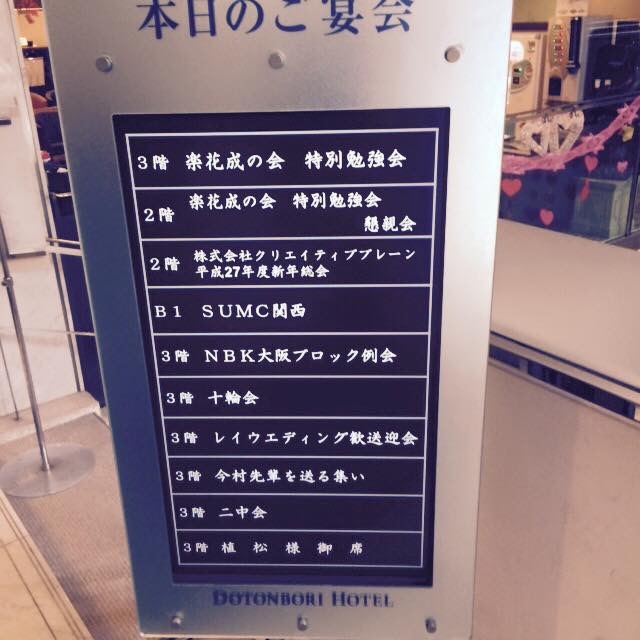 本日のご宴会
3階 楽花成の会 特別勉強会
2階 楽花成の会 特別勉強会
懇親会
2階 株式会社クリエイティブブレーン
平成27年度新年総会
B1 SUMC関西
3階 NBK大阪ブロック例会
3階 十輪会
3階 レイウエディング歓送迎会
3階 今村先輩を送る集い
3階 二中会
3階 植松様御席
DOTONBORI HOTEL